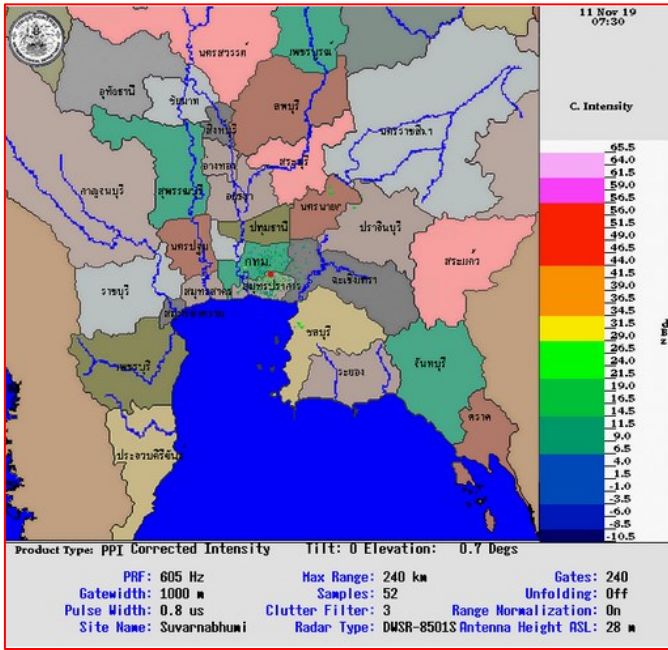 11 Nov 19
07:30
C. Intensity
นครสวรรค์
เพชรบูรณ์
อุทัยธานี
ชัยนาท
ลพบุรี
สิงห์บุรี
นครราชสีมา
อ่างทอง
สระบุรี
กาญจนบุรี
สุพรรณบุรี
อยุธยา
นครนายก
ปราจีนบุรี
ปทุมธานี
นครปฐม
กทม.
สระแก้ว
ราชบุรี
สมุทรสาคร
สมุทรปราการ
ฉะเชิงเทรา
สมุทรสงคราม
ชลบุรี
เพชรบุรี
ระยอง
จันทบุรี
ตราด
ประจวบคีรีขันธ์
65.5
64.0
61.5
59.0
56.5
56.0
51.5
49.0
46.5
44.0
41.5
39.0
36.5
34.5
31.5
29.0
26.5
24.0
21.5
19.0
16.5
14.5
11.5
9.0
6.5
4.0
1.5
-1.0
-3.5
-6.0
-8.5
-10.5
Product Type: PPI Corrected Intensity Tilt: 0 Elevation: 0.7 Degs
PRF: 605 Hz Max Range: 240 km Gates: 240
Gatewidth: 1000 m Samples: 52 Unfolding: Off
Pulse Width: 0.8 us Clutter Filter: 3 Range Normalization: On
Site Name: Suvarnabhumi Radar Type: DWSR-8501S Antenna Height ASL: 28 m